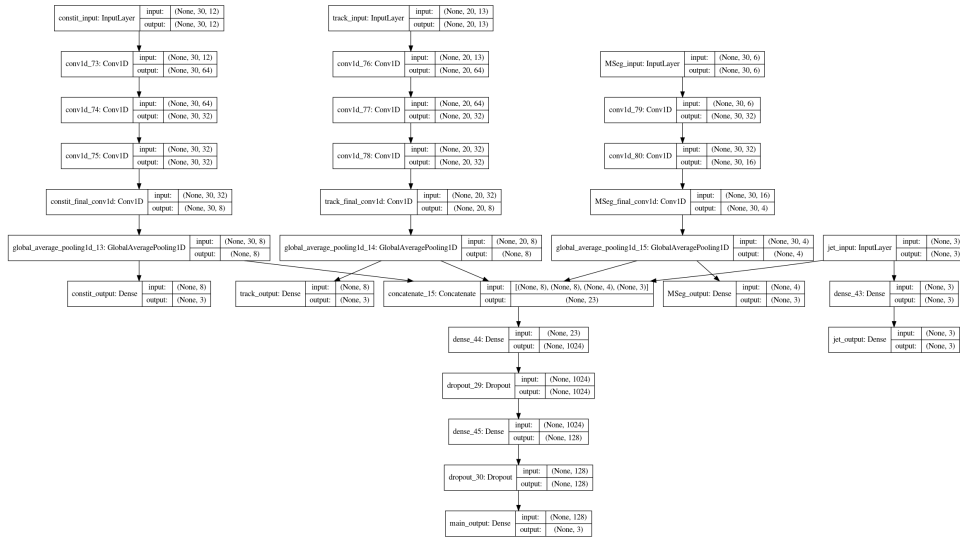 constit_input: InputLayer input: (None, 30, 12)
output: (None, 30, 12)
track_input: InputLayer input: (None, 20, 13)
output: (None, 20, 13)
conv1d_73: Conv1D input: (None, 30, 12)
output: (None, 30, 64)
conv1d_76: Conv1D input: (None, 20, 13)
output: (None, 20, 64)
MSeg_input: InputLayer input: (None, 30, 6)
output: (None, 30, 6)
conv1d_74: Conv1D input: (None, 30, 64)
output: (None, 30, 32)
conv1d_77: Conv1D input: (None, 20, 64)
output: (None, 20, 32)
conv1d_79: Conv1D input: (None, 30, 6)
output: (None, 30, 32)
conv1d_75: Conv1D input: (None, 30, 32)
output: (None, 30, 32)
conv1d_78: Conv1D input: (None, 20, 32)
output: (None, 20, 32)
conv1d_80: Conv1D input: (None, 30, 32)
output: (None, 30, 16)
constit_final_conv1d: Conv1D input: (None, 30, 32)
output: (None, 30, 8)
track_final_conv1d: Conv1D input: (None, 20, 32)
output: (None, 20, 8)
MSeg_final_conv1d: Conv1D input: (None, 30, 16)
output: (None, 30, 4)
global_average_pooling1d_13: GlobalAveragePooling1D input: (None, 30, 8)
output: (None, 8)
global_average_pooling1d_14: GlobalAveragePooling1D input: (None, 20, 8)
output: (None, 8)
global_average_pooling1d_15: GlobalAveragePooling1D input: (None, 30, 4)
output: (None, 4)
jet_input: InputLayer input: (None, 3)
output: (None, 3)
constit_output: Dense input: (None, 8)
output: (None, 3)
track_output: Dense input: (None, 8)
output: (None, 3)
concatenate_15: Concatenate input: [(None, 8), (None, 8), (None, 4), (None, 3)]
output: (None, 23)
MSeg_output: Dense input: (None, 4)
output: (None, 3)
dense_43: Dense input: (None, 3)
output: (None, 3)
dense_44: Dense input: (None, 23)
output: (None, 1024)
jet_output: Dense input: (None, 3)
output: (None, 3)
dropout_29: Dropout input: (None, 1024)
output: (None, 1024)
dense_45: Dense input: (None, 1024)
output: (None, 128)
dropout_30: Dropout input: (None, 128)
output: (None, 128)
main_output: Dense input: (None, 128)
output: (None, 3)